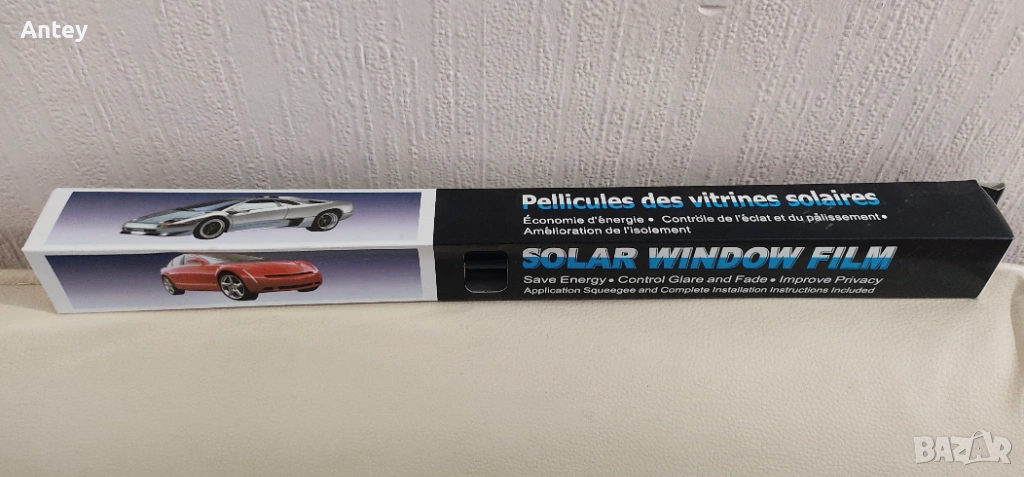 Antey
Pellicules des vitrines solaires
Économie d'énergie • Contrôle de l'éclat et du pâlissement •
Amélioration de l'isolement
SOLAR WINDOW FILM
Save Energy • Control Glare and Fade • Improve Privacy
Application Squeegee and Complete Installation Instructions Included
BAZAR